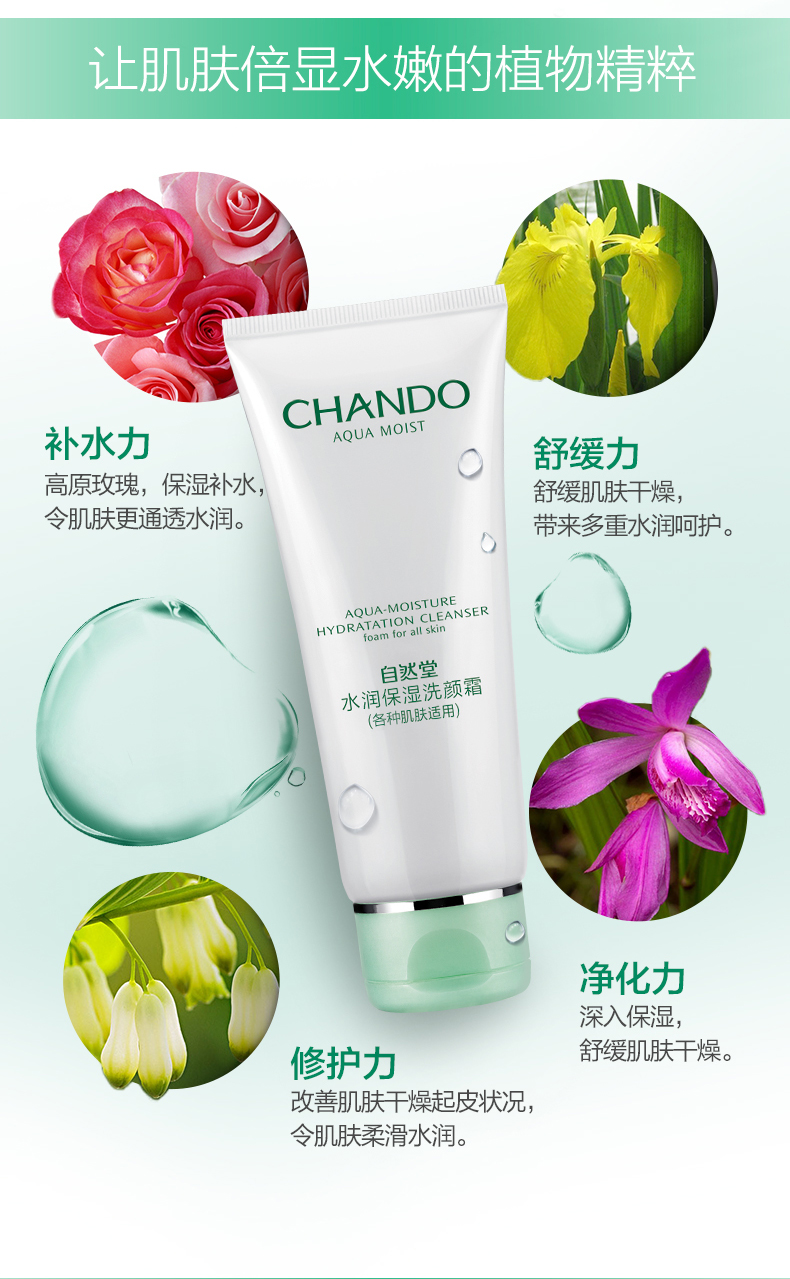 让肌肤倍显水嫩的植物精粹
补水力
高原玫瑰，保湿补水，
令肌肤更通透水润。
舒缓力
舒缓肌肤干燥，
带来多重水润呵护。
CHANDO
AQUA MOIST
AQUA-MOISTURE
HYDRATATION CLEANSER
foam for all skin
自然堂
水润保湿洗颜霜
(各种肌肤适用)
净化力
深入保湿，
舒缓肌肤干燥。
修护力
改善肌肤干燥起皮状况，
令肌肤柔滑水润。